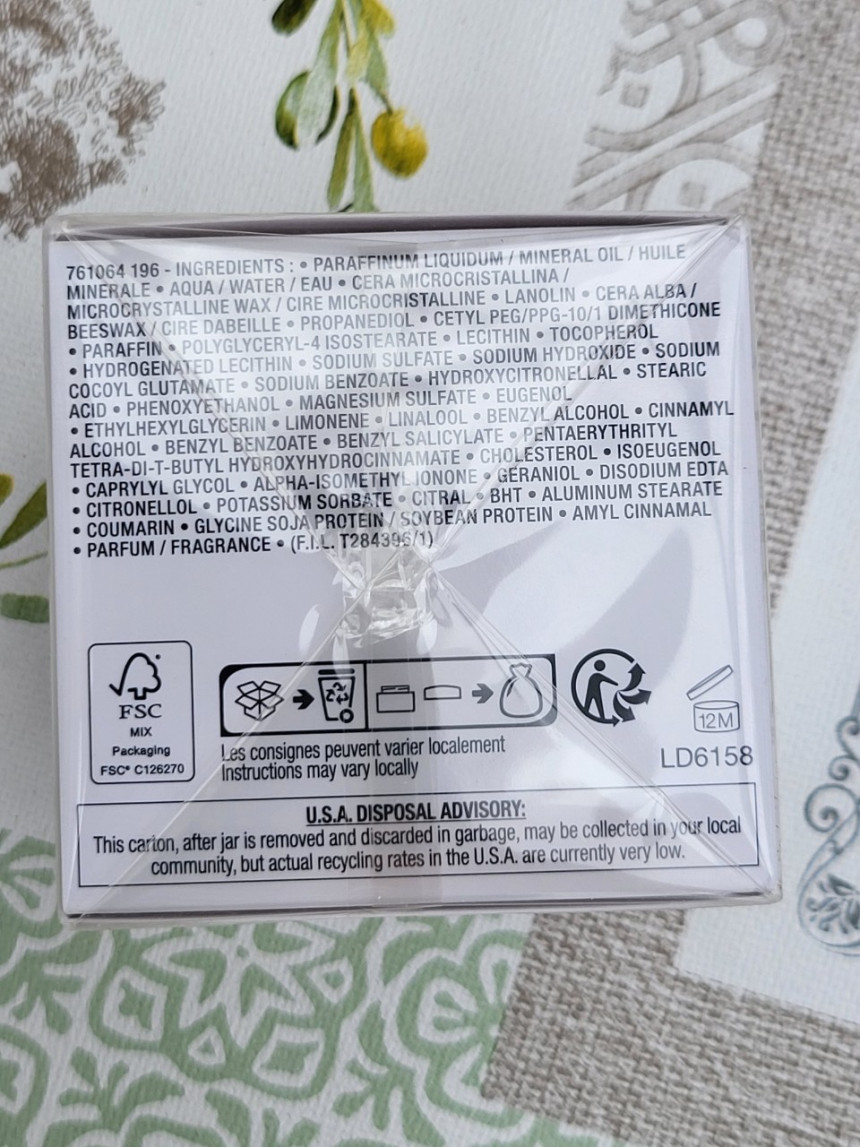 761064 196 - INGREDIENTS : • PARAFFINUM LIQUIDUM / MINERAL OIL / HUILE
MINERALE • AQUA / WATER / EAU • CERA MICROCRISTALLINA /
MICROCRYSTALLINE WAX / CIRE MICROCRISTALLINE • LANOLIN • CERA ALBA /
BEESWAX / CIRE DABEILLE • PROPANEDIOL • CETYL PEG/PPG-10/1 DIMETHICONE
• PARAFFIN • POLYGLYCERYL-4 ISOSTEARATE • LECITHIN • TOCOPHEROL
• HYDROGENATED LECITHIN • SODIUM SULFATE • SODIUM HYDROXIDE • SODIUM
COCOYL GLUTAMATE • SODIUM BENZOATE • HYDROXYCITRONELLAL • STEARIC
ACID • PHENOXYETHANOL • MAGNESIUM SULFATE • EUGENOL
• ETHYLHEXYLGLYCERIN • LIMONENE • LINALOOL • BENZYL ALCOHOL • CINNAMYL
ALCOHOL • BENZYL BENZOATE • BENZYL SALICYLATE • PENTAERYTHRITYL
TETRA-DI-T-BUTYL HYDROXYHYDROCINNAMATE • CHOLESTEROL • ISOEUGENOL
• CAPRYLYL GLYCOL • ALPHA-ISOMETHYL IONONE • GERANIOL • DISODIUM EDTA
• CITRONELLOL • POTASSIUM SORBATE • CITRAL • BHT • ALUMINUM STEARATE
• COUMARIN • GLYCINE SOJA PROTEIN / SOYBEAN PROTEIN • AMYL CINNAMAL
• PARFUM / FRAGRANCE • (F.I.L. T284396/1)
FSC
MIX
Packaging
FSC® C126270
Les consignes peuvent varier localement
Instructions may vary locally
12M
LD6158
U.S.A. DISPOSAL ADVISORY:
This carton, after jar is removed and discarded in garbage, may be collected in your local
community, but actual recycling rates in the U.S.A. are currently very low.